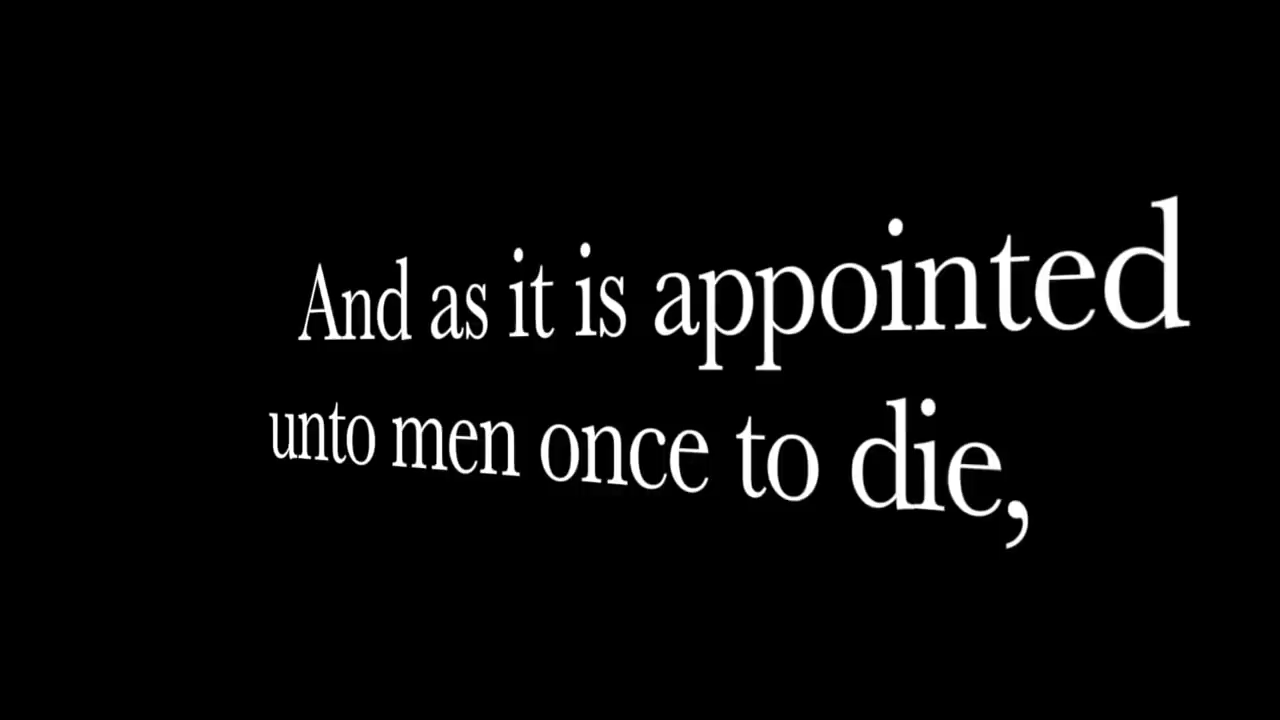 And as it is appointed
unto men once to die,